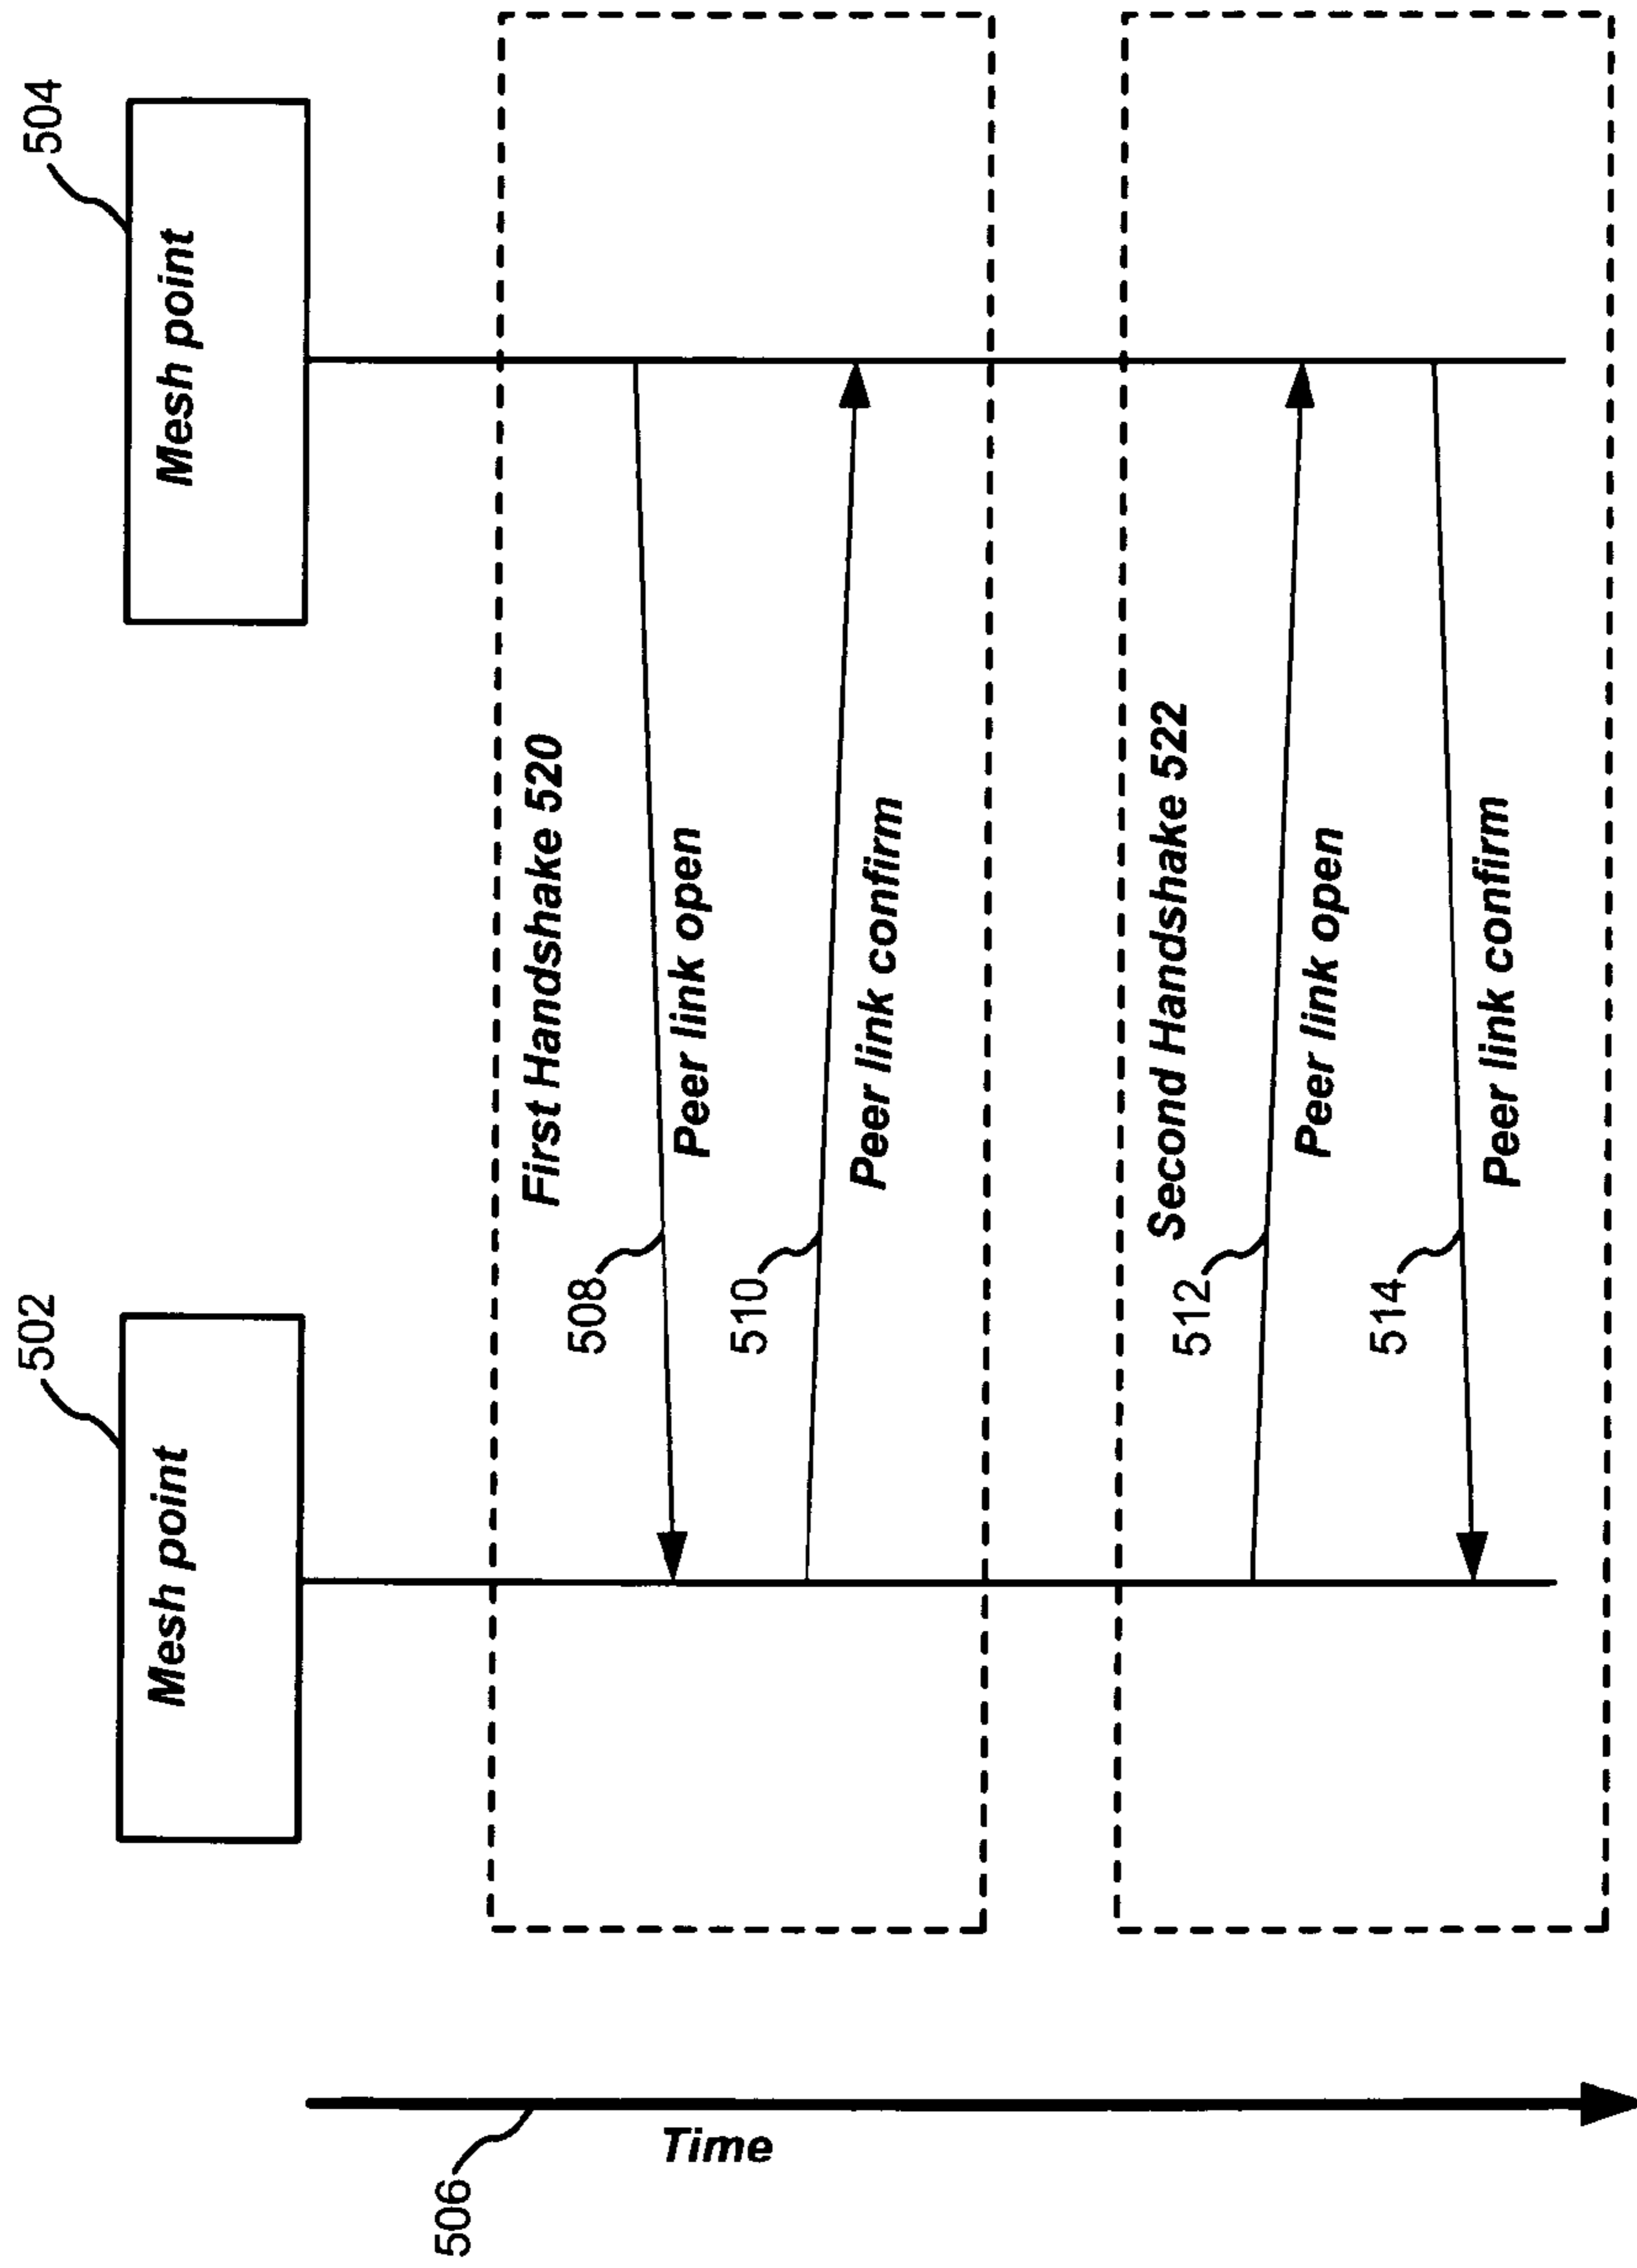 502
504
Mesh point
Mesh point
506
Time
First Handshake 520
508
Peer link open
510
Peer link confirm
Second Handshake 522
512
Peer link open
514
Peer link confirm